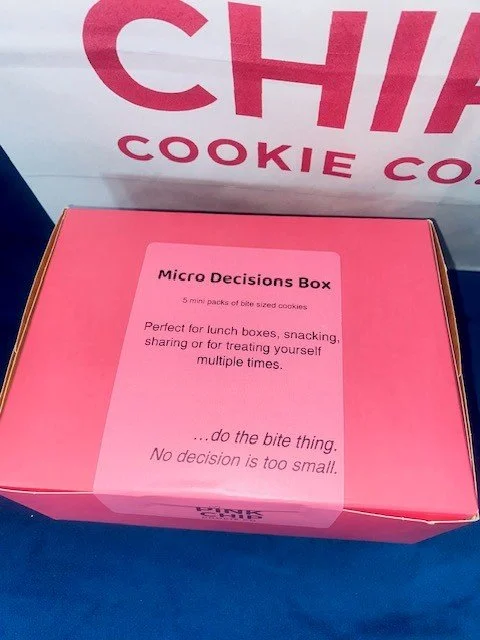 CHI
COOKIE CO.
Micro Decisions Box
5 mini packs of bite sized cookies
Perfect for lunch boxes, snacking,
sharing or for treating yourself
multiple times.
...do the bite thing.
No decision is too small.
PINK
CHIP